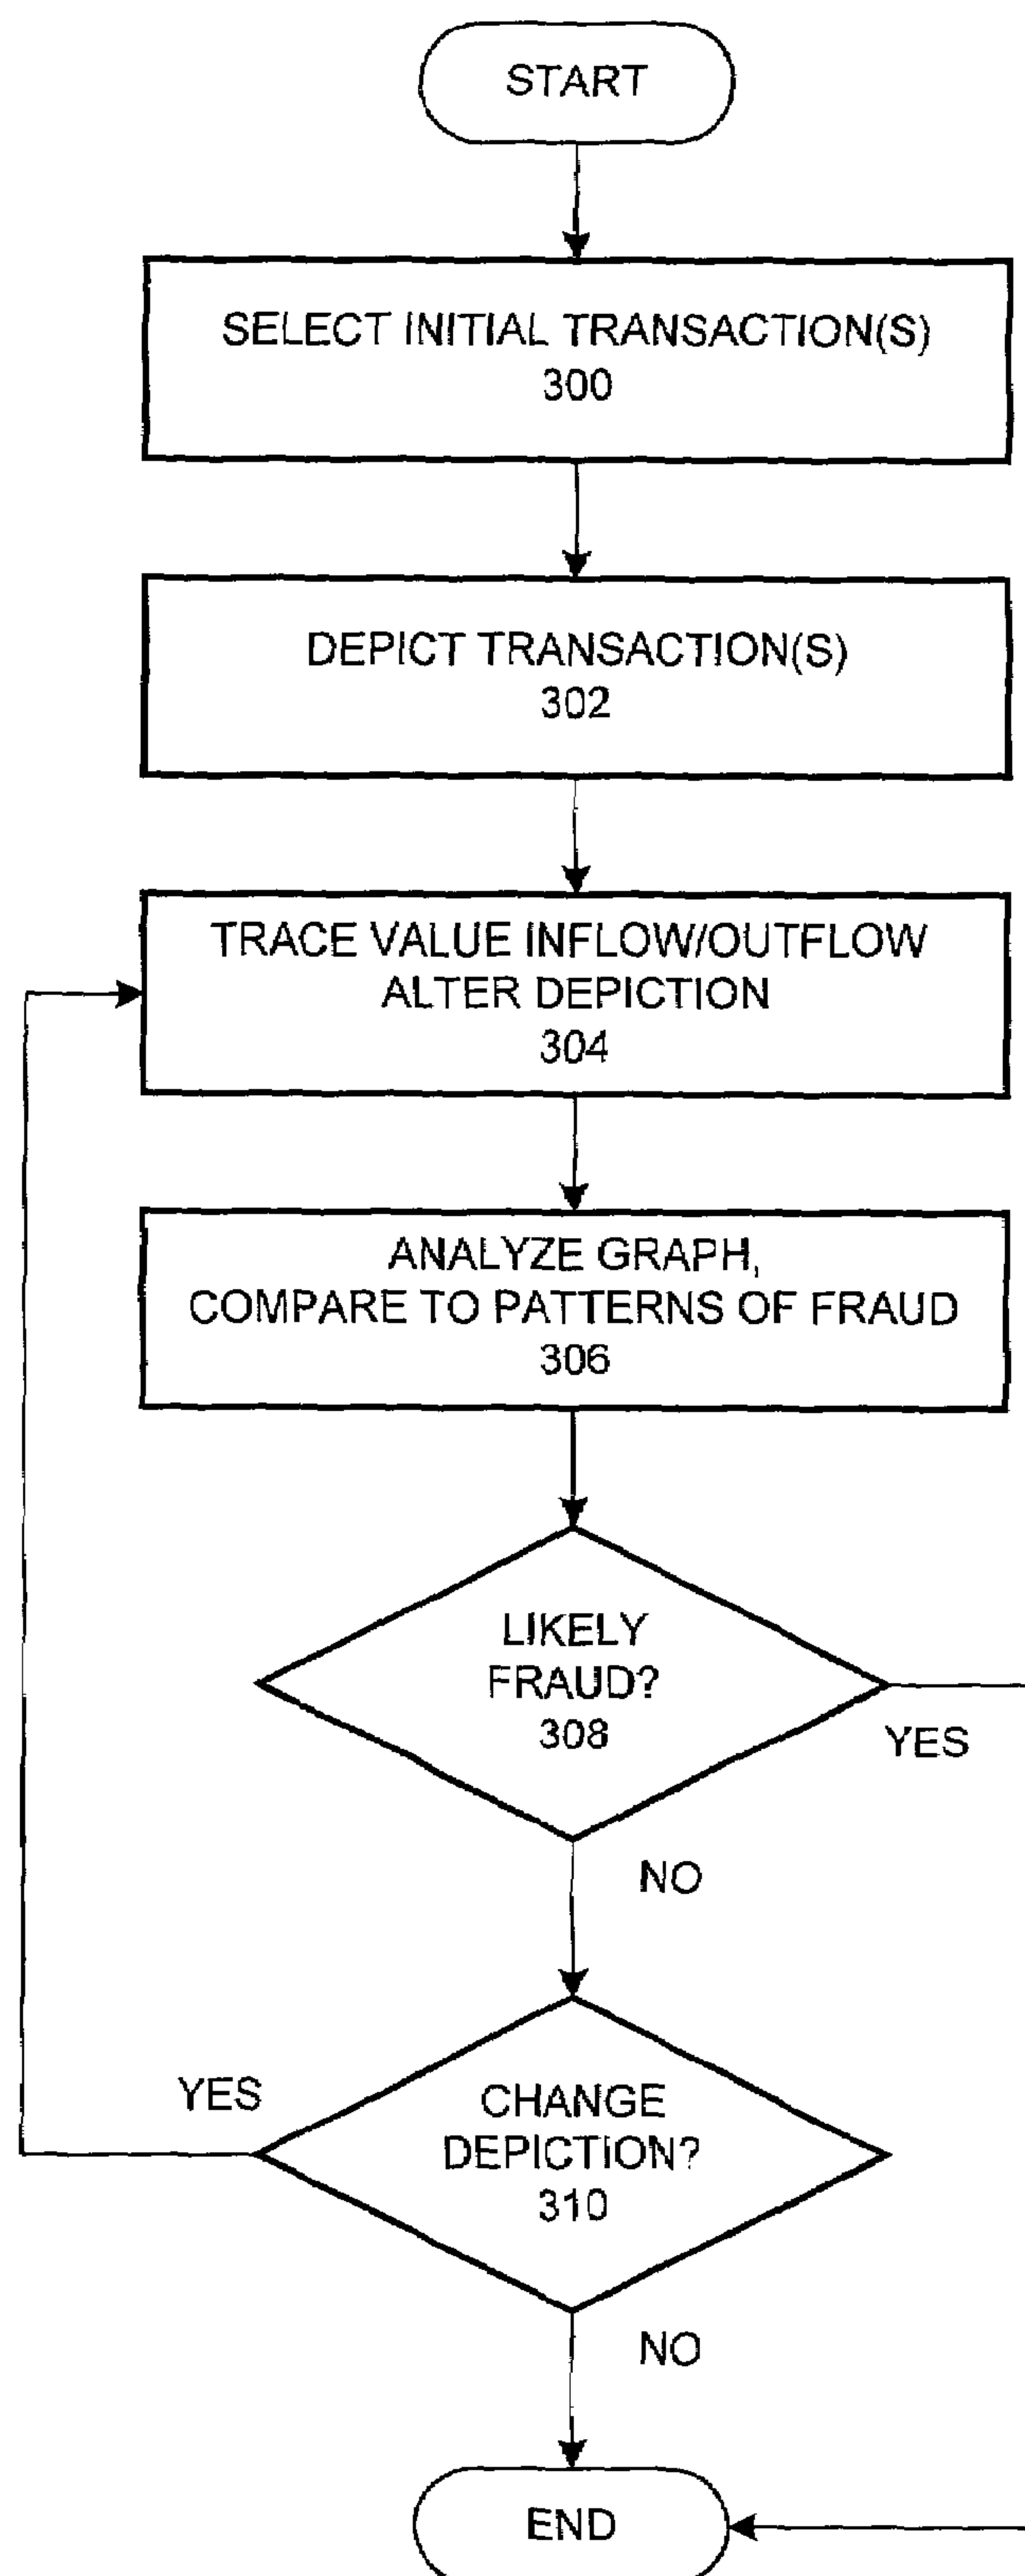 START
SELECT INITIAL TRANSACTION(S)
300
DEPICT TRANSACTION(S)
302
TRACE VALUE INFLOW/OUTFLOW
ALTER DEPICTION
304
ANALYZE GRAPH,
COMPARE TO PATTERNS OF FRAUD
306
LIKELY
FRAUD?
308
YES
NO
YES
CHANGE
DEPICTION?
310
NO
END